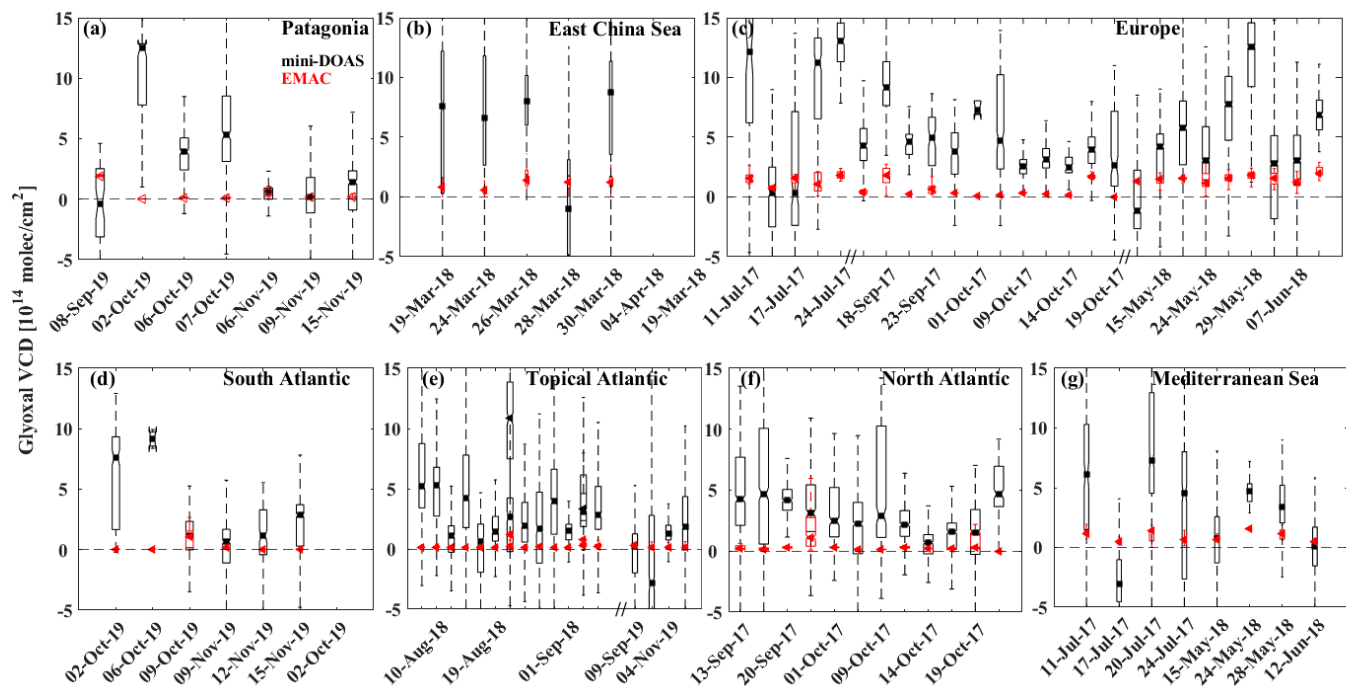 (a) Patagonia
mini-DOAS
EMAC
15
10
5
0
-5
08-Sep-19
02-Oct-19
06-Oct-19
07-Oct-19
06-Nov-19
09-Nov-19
15-Nov-19
(b) East China Sea
15
10
5
0
-5
19-Mar-18
24-Mar-18
26-Mar-18
28-Mar-18
30-Mar-18
04-Apr-18
19-Mar-18
(c) Europe
15
10
5
0
-5
11-Jul-17
17-Jul-17
24-Jul-17
//
18-Sep-17
23-Sep-17
01-Oct-17
09-Oct-17
14-Oct-17
19-Oct-17
//
15-May-18
24-May-18
29-May-18
07-Jun-18
Glyoxal VCD [10^14 molec/cm^2]
(d) South Atlantic
15
10
5
0
-5
02-Oct-19
06-Oct-19
09-Oct-19
09-Nov-19
12-Nov-19
15-Nov-19
02-Oct-19
(e) Topical Atlantic
15
10
5
0
-5
10-Aug-18
19-Aug-18
01-Sep-18
//
09-Sep-19
04-Nov-19
(f) North Atlantic
15
10
5
0
-5
13-Sep-17
20-Sep-17
01-Oct-17
09-Oct-17
14-Oct-17
19-Oct-17
(g) Mediterranean Sea
15
10
5
0
-5
11-Jul-17
17-Jul-17
20-Jul-17
24-Jul-17
15-May-18
24-May-18
28-May-18
12-Jun-18